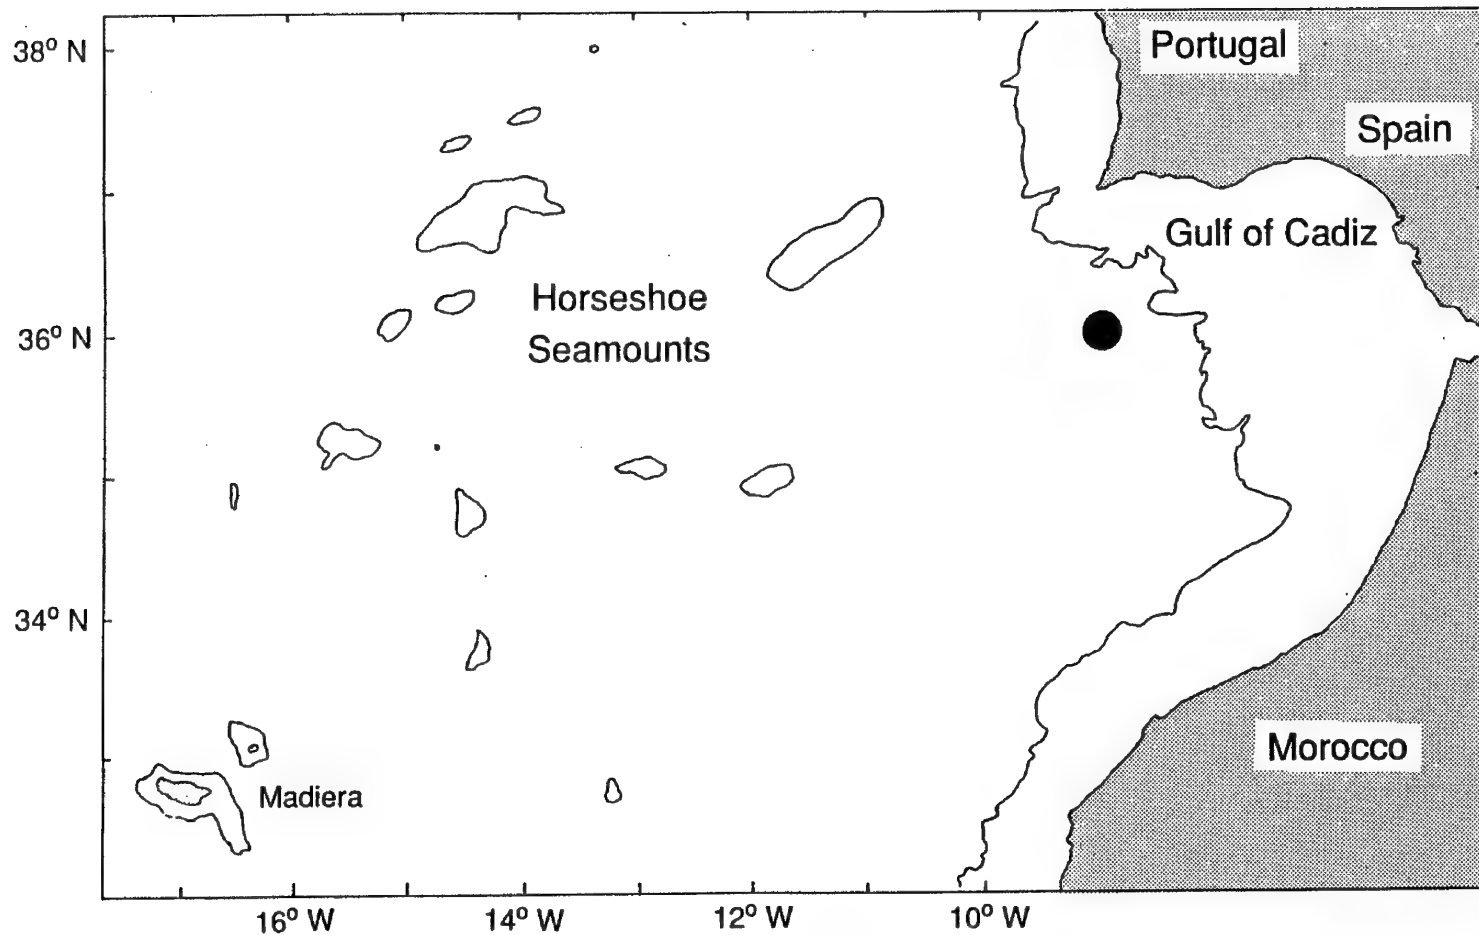 38° N
Portugal
Spain
Gulf of Cadiz
Horseshoe
Seamounts
36° N
34° N
Morocco
Madiera
16° W
14° W
12° W
10° W